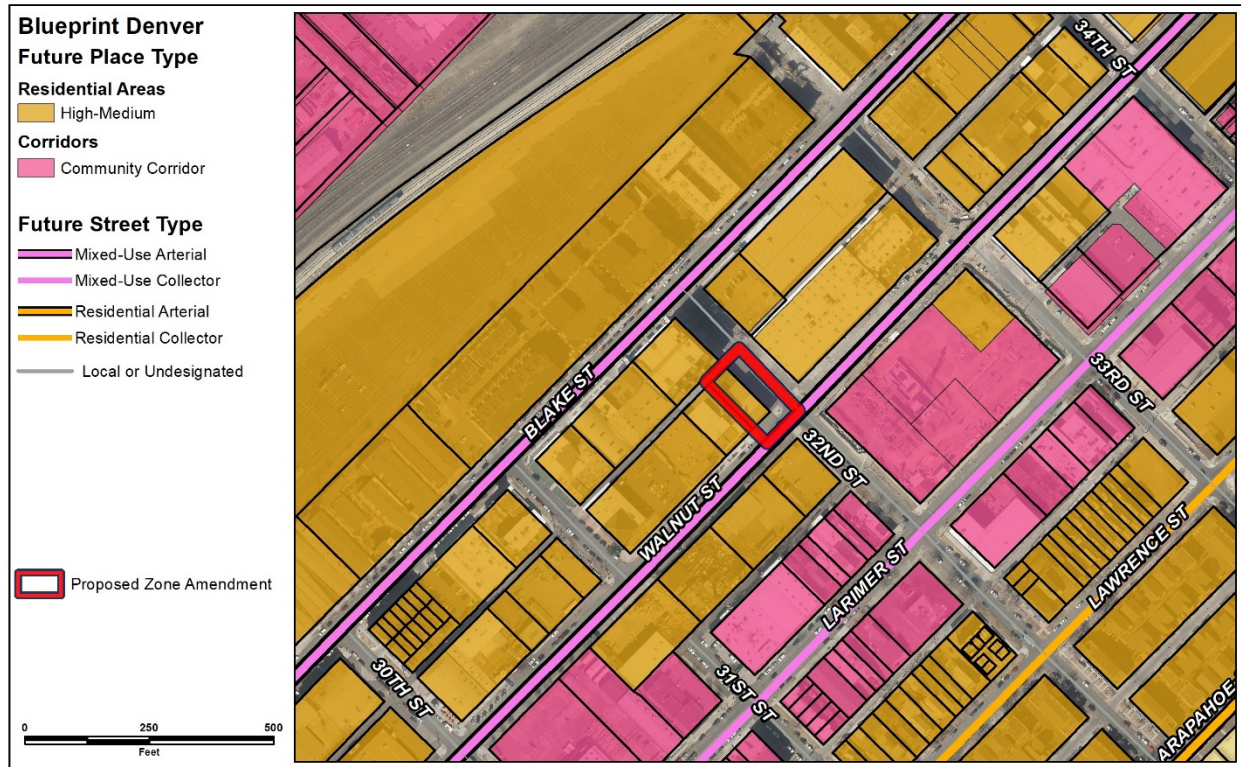 Blueprint Denver
Future Place Type
Residential Areas
High-Medium
Corridors
Community Corridor
Future Street Type
Mixed-Use Arterial
Mixed-Use Collector
Residential Arterial
Residential Collector
Local or Undesignated
Proposed Zone Amendment
0 250 500
Feet
34TH ST
33RD ST
BLAKE ST
32ND ST
WALNUT ST
LAWRENCE ST
LARIMER ST
30TH ST
31ST ST
ARAPAHOE